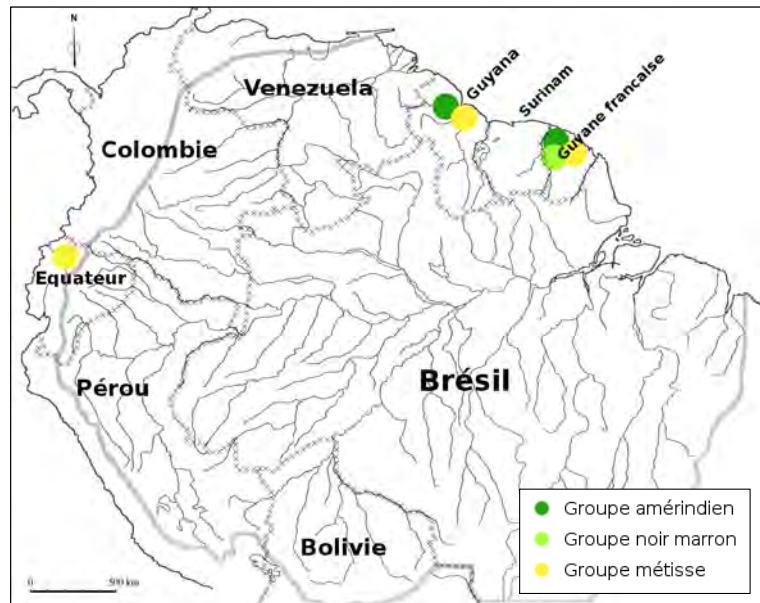 N
Venezuela
Guyana
Surinam
Guyane francaise
Colombie
Equateur
Pérou
Brésil
Bolivie
Groupe amérindien
Groupe noir marron
Groupe métisse
0 500 km